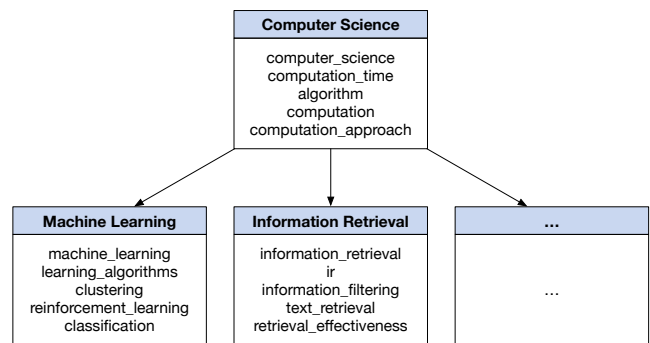 Computer Science
computer_science
computation_time
algorithm
computation
computation_approach
Machine Learning
machine_learning
learning_algorithms
clustering
reinforcement_learning
classification
Information Retrieval
information_retrieval
ir
information_filtering
text_retrieval
retrieval_effectiveness
...
...